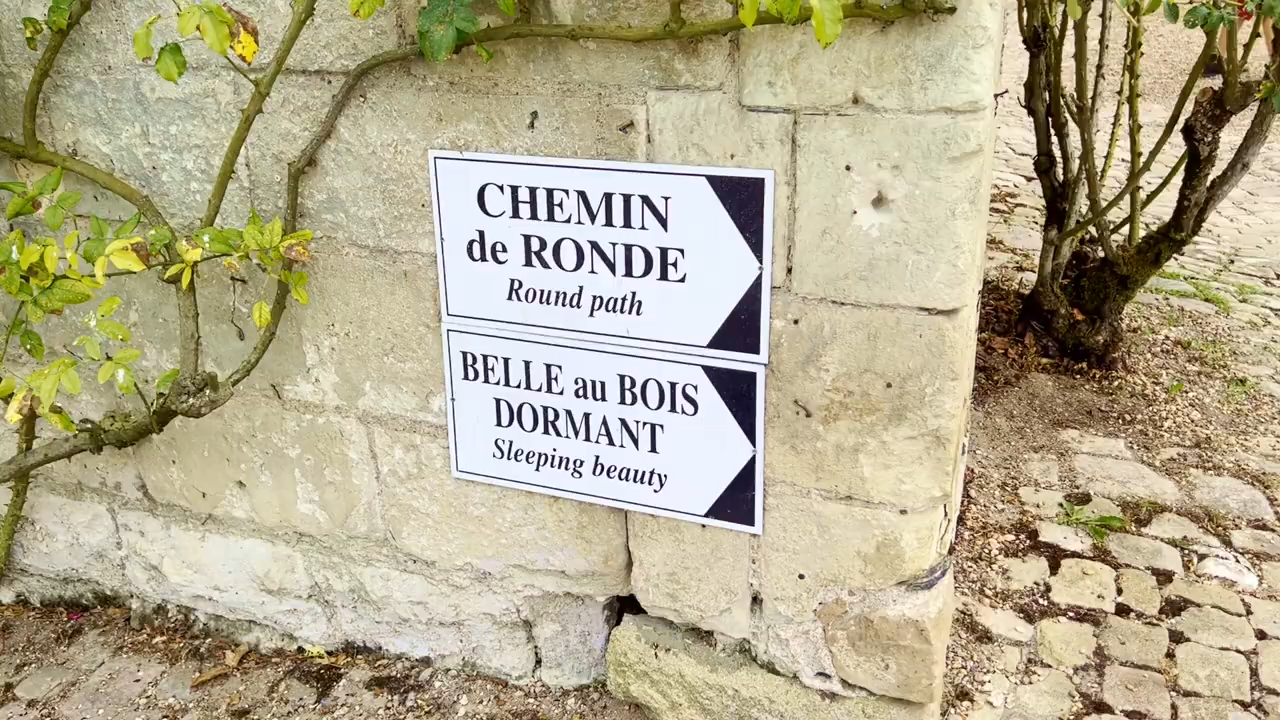 CHEMIN
de RONDE
Round path
BELLE au BOIS
DORMANT
Sleeping beauty